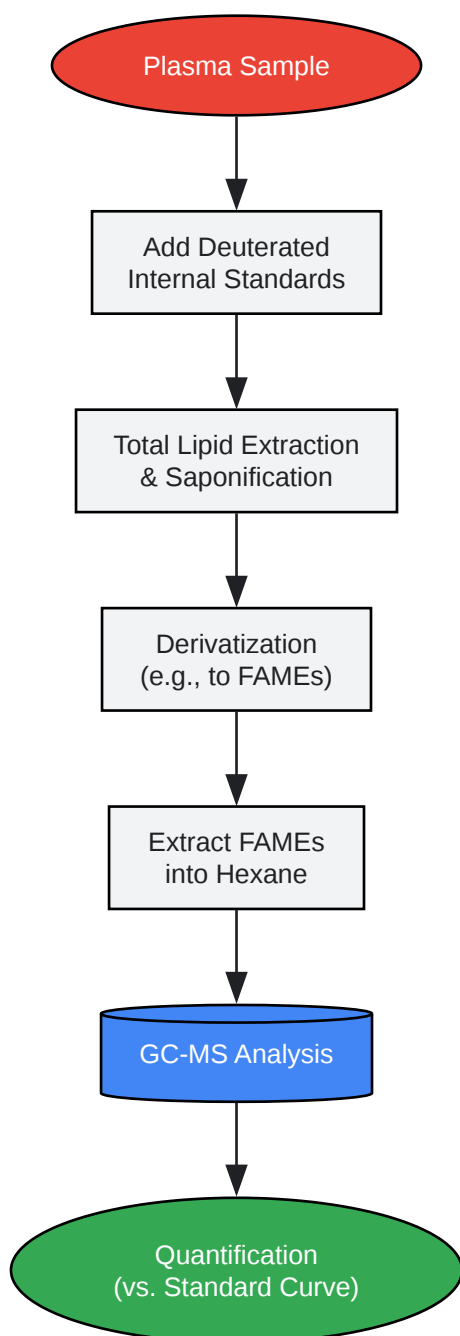 Plasma Sample
Add Deuterated
Internal Standards
Total Lipid Extraction
& Saponification
Derivatization
(e.g., to FAMEs)
Extract FAMEs
into Hexane
GC-MS Analysis
Quantification
(vs. Standard Curve)